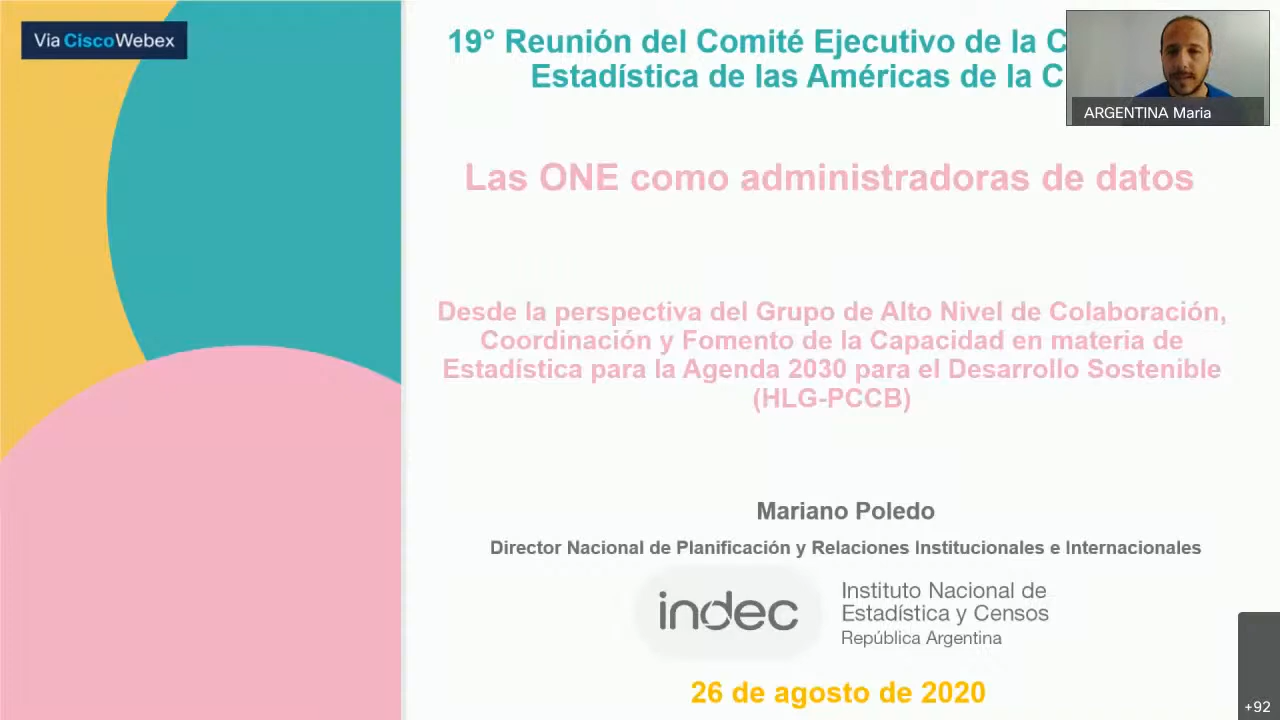 Vía CiscoWebex
19° Reunión del Comité Ejecutivo de la C
Estadística de las Américas de la C
ARGENTINA Maria
Las ONE como administradoras de datos
Desde la perspectiva del Grupo de Alto Nivel de Colaboración,
Coordinación y Fomento de la Capacidad en materia de
Estadística para la Agenda 2030 para el Desarrollo Sostenible
(HLG-PCCB)
Mariano Poledo
Director Nacional de Planificación y Relaciones Institucionales e Internacionales
indec
Instituto Nacional de
Estadística y Censos
República Argentina
26 de agosto de 2020
+92